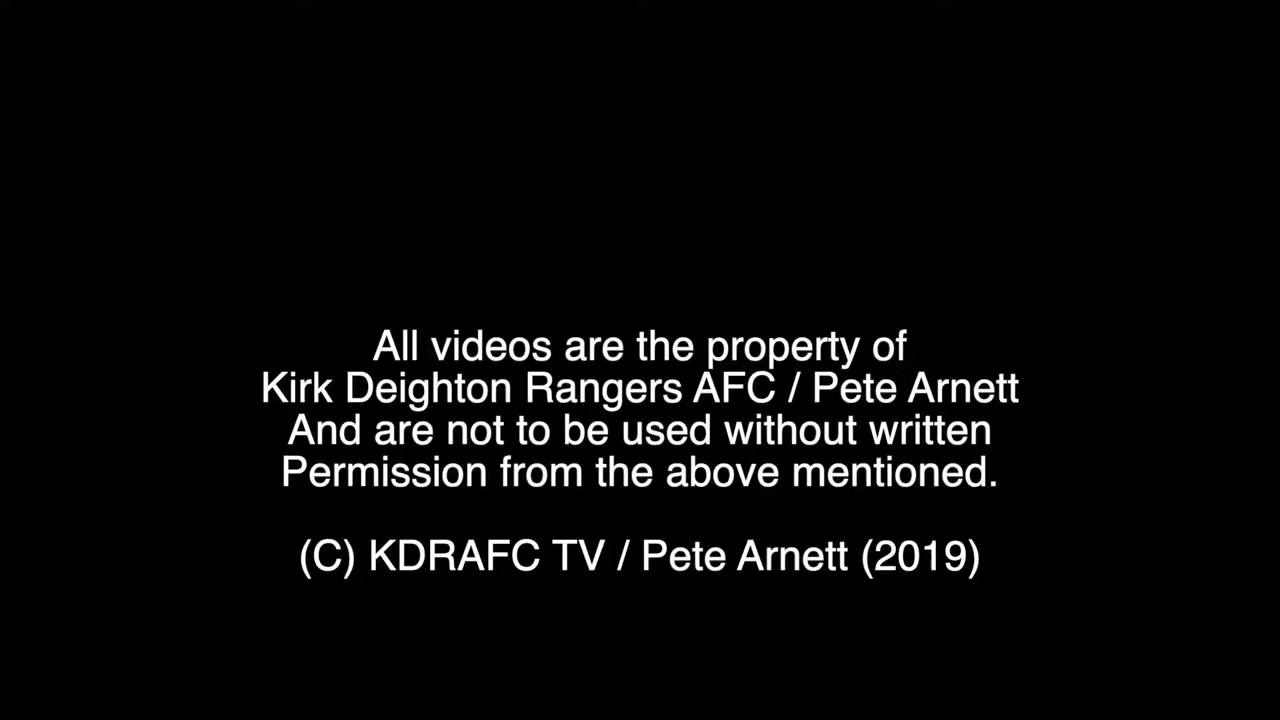 All videos are the property of
Kirk Deighton Rangers AFC / Pete Arnett
And are not to be used without written
Permission from the above mentioned.
(C) KDRAFC TV / Pete Arnett (2019)